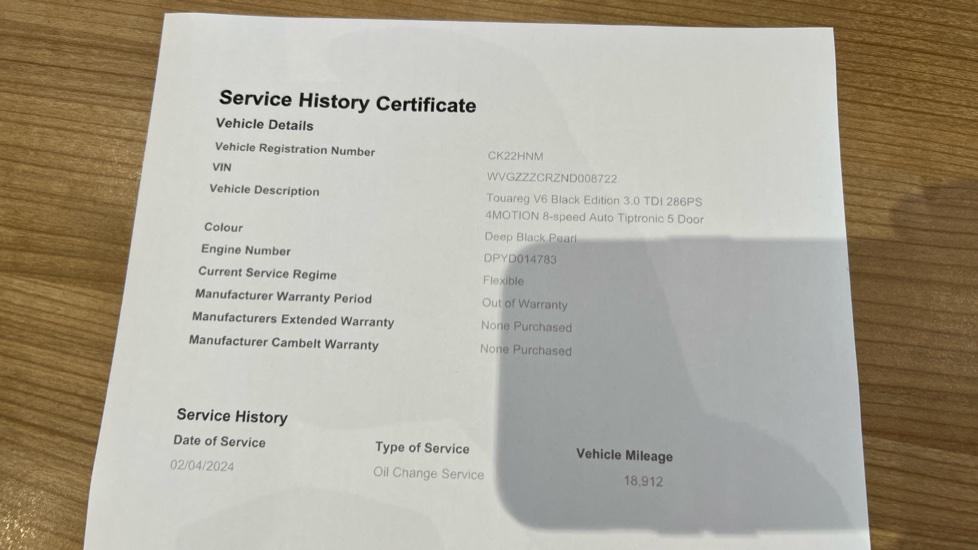 Service History Certificate
Vehicle Details
Vehicle Registration Number CK22HNM
VIN WVGZZZCRZND008722
Vehicle Description Touareg V6 Black Edition 3.0 TDI 286PS
4MOTION 8-speed Auto Tiptronic 5 Door
Colour Deep Black Pearl
Engine Number DPYD014783
Current Service Regime Flexible
Manufacturer Warranty Period Out of Warranty
Manufacturers Extended Warranty None Purchased
Manufacturer Cambelt Warranty None Purchased
Service History
Date of Service Type of Service Vehicle Mileage
02/04/2024 Oil Change Service 18,912